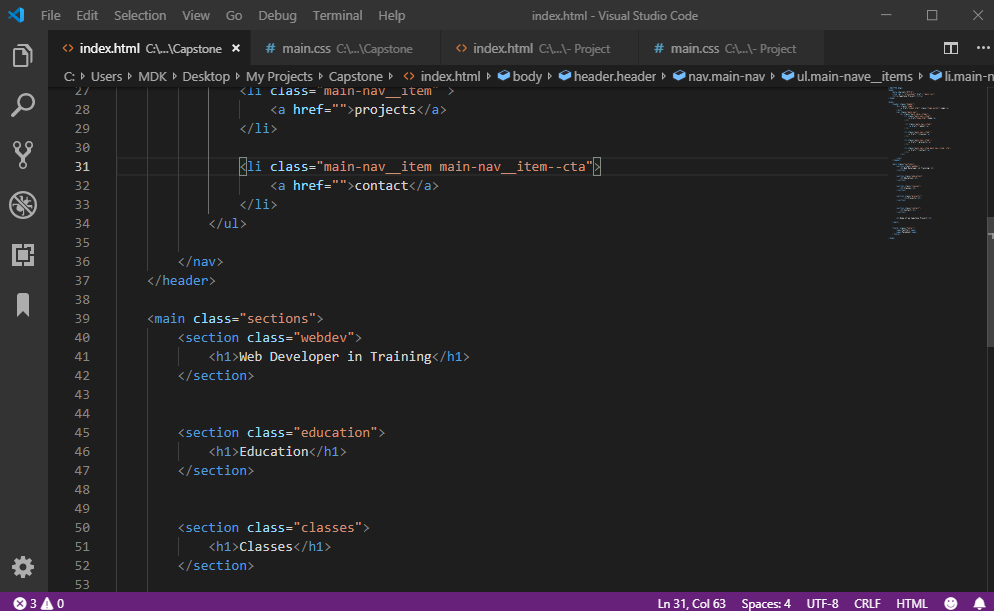 File Edit Selection View Go Debug Terminal Help index.html - Visual Studio Code
<> index.html C:\...\Capstone × # main.css C:\...\Capstone <> index.html C:\...\- Project # main.css C:\...\- Project ...
C: › Users › MDK › Desktop › My Projects › Capstone › <> index.html › body › header.header › nav.main-nav › ul.main-nave__items › li.main-n
27 <li class="main-nav__item" >
28 <a href="">projects</a>
29 </li>
30
31 <li class="main-nav__item main-nav__item--cta">
32 <a href="">contact</a>
33 </li>
34 </ul>
35
36 </nav>
37 </header>
38
39 <main class="sections">
40 <section class="webdev">
41 <h1>Web Developer in Training</h1>
42 </section>
43
44
45 <section class="education">
46 <h1>Education</h1>
47 </section>
48
49
50 <section class="classes">
51 <h1>Classes</h1>
52 </section>
53
3 0 Ln 31, Col 63 Spaces: 4 UTF-8 CRLF HTML